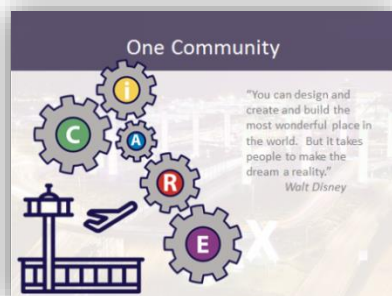 One Community
i
C
A
R
E
X
"You can design and
create and build the
most wonderful place in
the world.  But it takes
people to make the
dream a reality."
Walt Disney